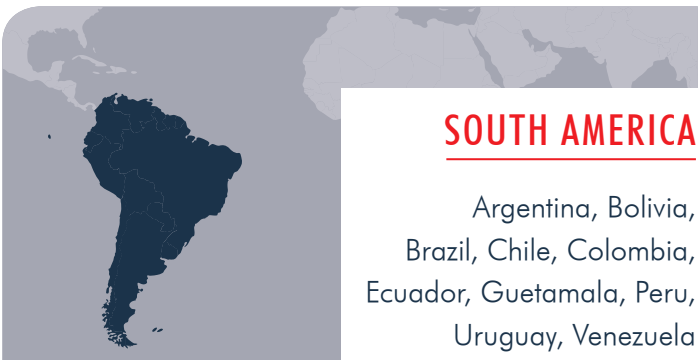 SOUTH AMERICA
Argentina, Bolivia,
Brazil, Chile, Colombia,
Ecuador, Guetamala, Peru,
Uruguay, Venezuela